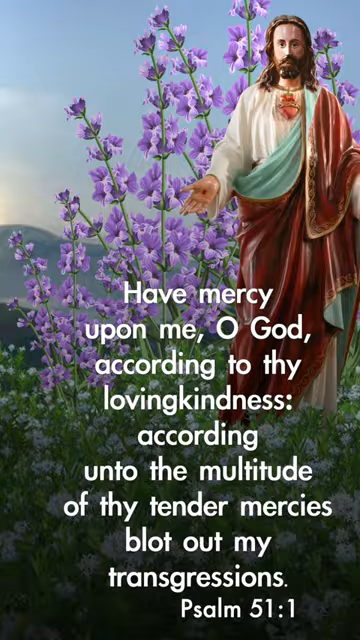 Have mercy
upon me, O God,
according to thy
lovingkindness:
according
unto the multitude
of thy tender mercies
blot out my
transgressions.
Psalm 51:1